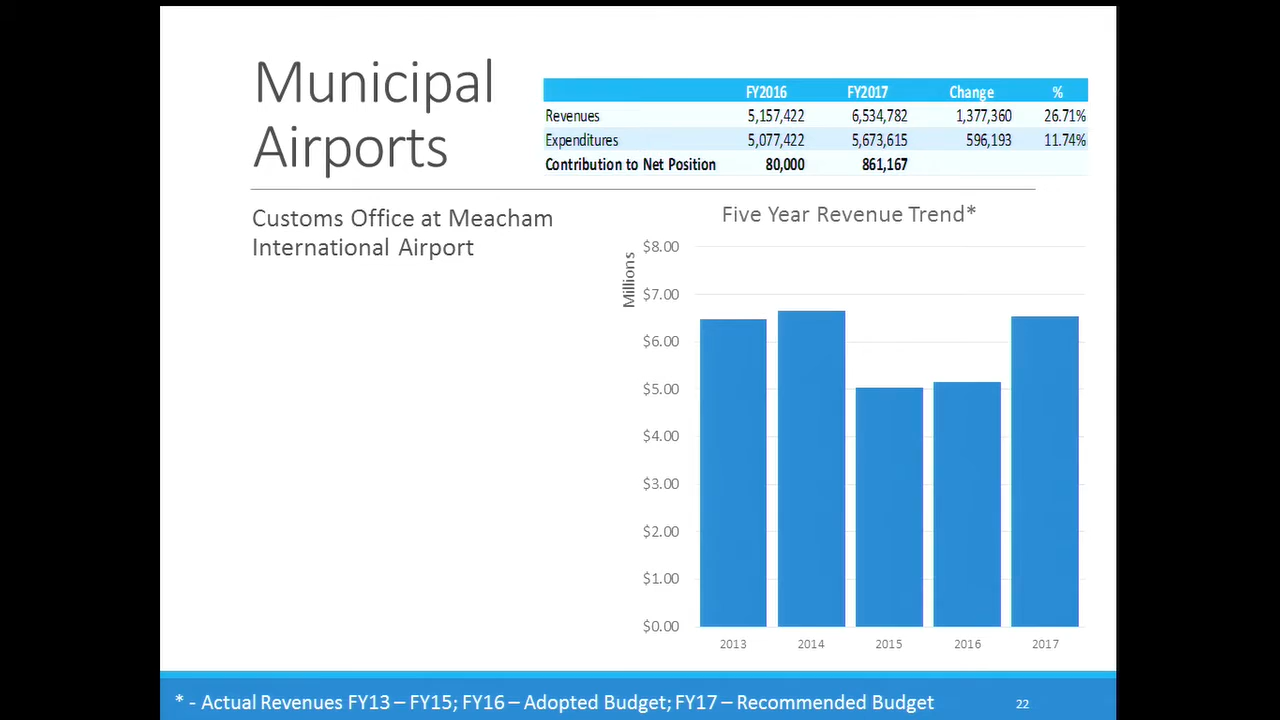 Municipal
Airports
FY2016 FY2017 Change %
Revenues 5,157,422 6,534,782 1,377,360 26.71%
Expenditures 5,077,422 5,673,615 596,193 11.74%
Contribution to Net Position 80,000 861,167
Customs Office at Meacham
International Airport
Five Year Revenue Trend*
Millions
$8.00
$7.00
$6.00
$5.00
$4.00
$3.00
$2.00
$1.00
$0.00
2013 2014 2015 2016 2017
* - Actual Revenues FY13 – FY15; FY16 – Adopted Budget; FY17 – Recommended Budget
22